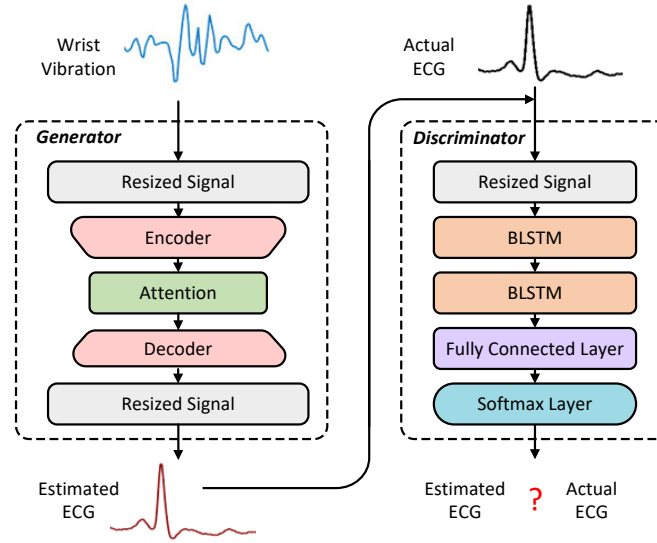 Wrist
Vibration
Generator
Resized Signal
Encoder
Attention
Decoder
Resized Signal
Estimated
ECG
Actual
ECG
Discriminator
Resized Signal
BLSTM
BLSTM
Fully Connected Layer
Softmax Layer
Estimated
ECG
?
Actual
ECG